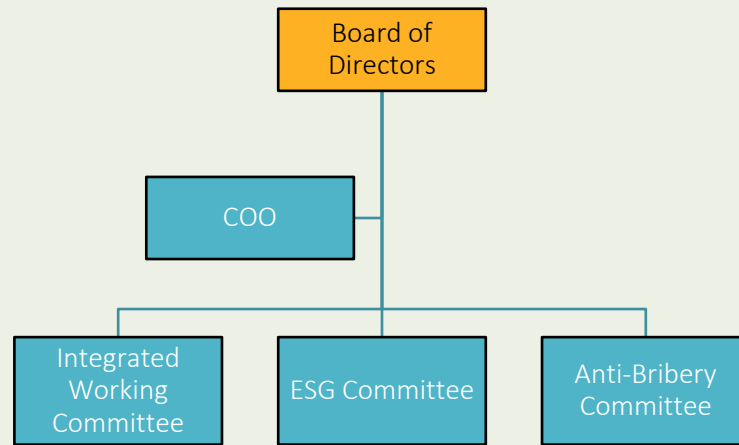 Board of
Directors
COO
Integrated
Working
Committee
ESG Committee
Anti-Bribery
Committee